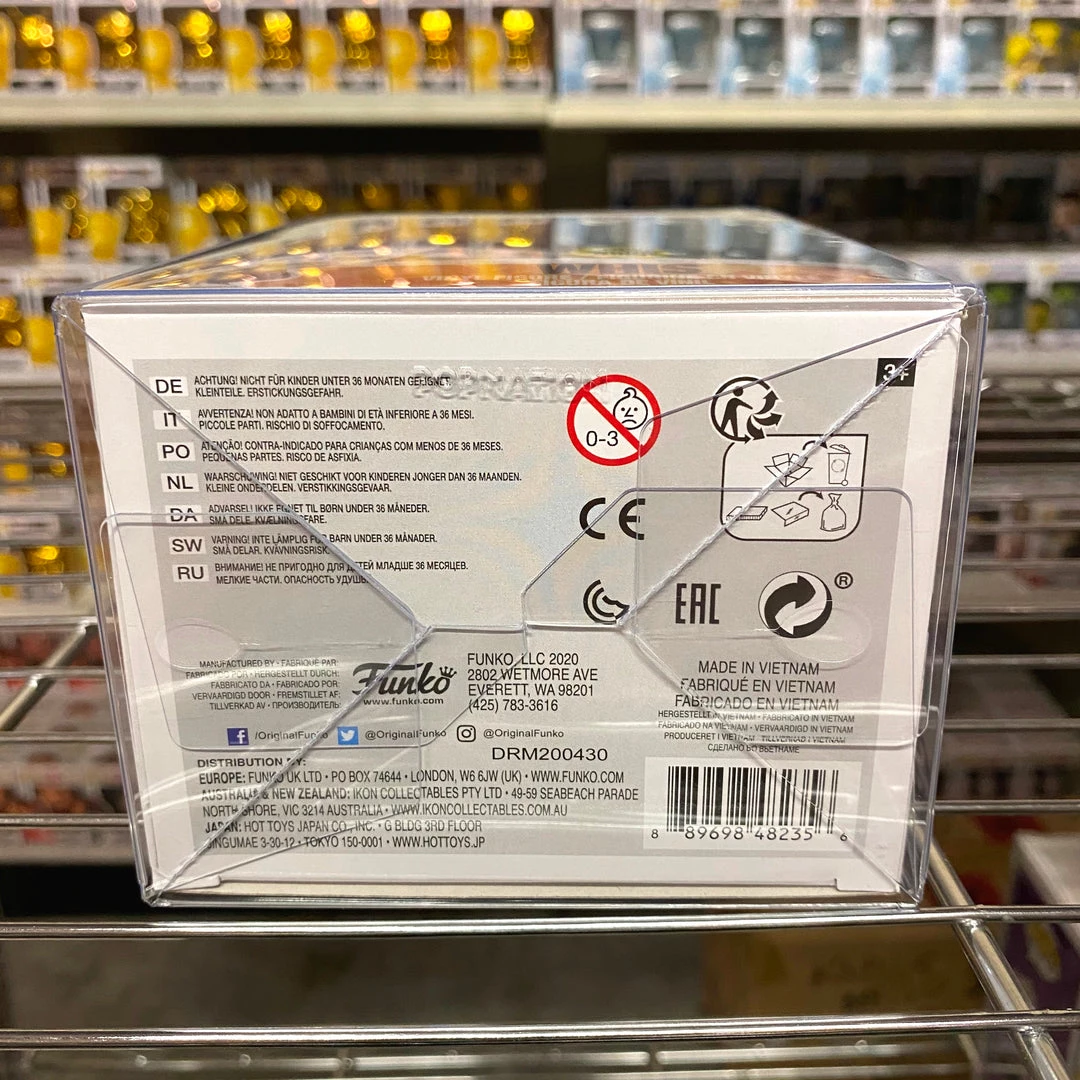 VINYL FIGURE
POPNATION
3+
DE ACHTUNG! NICHT FÜR KINDER UNTER 36 MONATEN GEEIGNET.
KLEINTEILE. ERSTICKUNGSGEFAHR.
IT AVVERTENZA! NON ADATTO A BAMBINI DI ETÀ INFERIORE A 36 MESI.
PICCOLE PARTI. RISCHIO DI SOFFOCAMENTO.
PO ATENÇÃO! CONTRA-INDICADO PARA CRIANÇAS COM MENOS DE 36 MESES.
PEQUENAS PARTES. RISCO DE ASFIXIA.
NL WAARSCHUWING! NIET GESCHIKT VOOR KINDEREN JONGER DAN 36 MAANDEN.
KLEINE ONDERDELEN. VERSTIKKINGSGEVAAR.
DA ADVARSEL! IKKE EGNET TIL BØRN UNDER 36 MÅNEDER.
SMÅ DELE. KVÆLNINGSFARE.
SW VARNING! INTE LÄMPLIG FÖR BARN UNDER 36 MÅNADER.
SMÅ DELAR. KVÄVNINGSRISK.
RU ВНИМАНИЕ! НЕ ПРИГОДНО ДЛЯ ДЕТЕЙ МЛАДШЕ 36 МЕСЯЦЕВ.
МЕЛКИЕ ЧАСТИ. ОПАСНОСТЬ УДУШЬЯ.
0-3
CE
EAC
®
MANUFACTURED BY • FABRIQUÉ PAR:
FABRICADO POR • HERGESTELLT DURCH:
FABRICATO DA • FABRICADO POR:
VERVAARDIGD DOOR • FREMSTILLET AF:
TILLVERKAD AV • ПРОИЗВОДИТЕЛЬ:
Funko
www.funko.com
FUNKO, LLC 2020
2802 WETMORE AVE
EVERETT, WA 98201
(425) 783-3616
MADE IN VIETNAM
FABRIQUÉ EN VIETNAM
FABRICADO EN VIETNAM
HERGESTELLT IN VIETNAM • FABBRICATO IN VIETNAM
FABRICADO NA VIETNAM • VERVAARDIGD IN VIETNAM
PRODUCERET I VIETNAM • TILLVERKAD I VIETNAM
СДЕЛАНО ВО ВЬЕТНАМЕ
/OriginalFunko @OriginalFunko @OriginalFunko
DRM200430
DISTRIBUTION BY:
EUROPE: FUNKO UK LTD • PO BOX 74644 • LONDON, W6 6JW (UK) • WWW.FUNKO.COM
AUSTRALIA & NEW ZEALAND: IKON COLLECTABLES PTY LTD • 49-59 SEABEACH PARADE
NORTH SHORE, VIC 3214 AUSTRALIA • WWW.IKONCOLLECTABLES.COM.AU
JAPAN: HOT TOYS JAPAN CO., INC. • G BLDG 3RD FLOOR
JINGUMAE 3-30-12 • TOKYO 150-0001 • WWW.HOTTOYS.JP
8 89698 48235 6